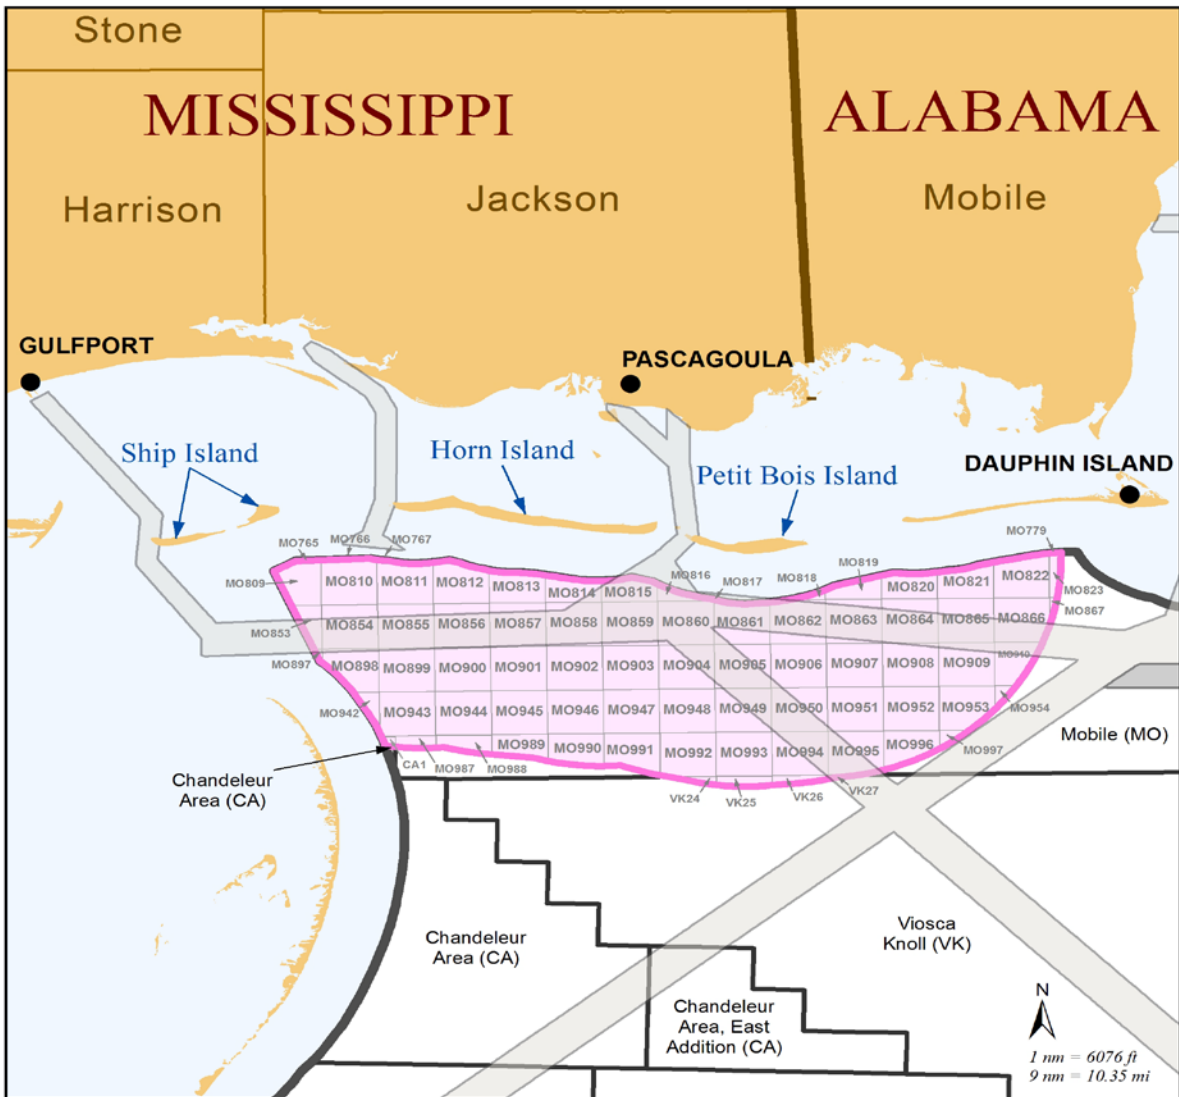 Stone
MISSISSIPPI
ALABAMA
Harrison
Jackson
Mobile
GULFPORT
PASCAGOULA
Ship Island
Horn Island
Petit Bois Island
DAUPHIN ISLAND
MO765
MO766
MO767
MO779
MO809
MO810
MO811
MO812
MO813
MO814
MO815
MO816
MO817
MO818
MO819
MO820
MO821
MO822
MO823
MO853
MO854
MO855
MO856
MO857
MO858
MO859
MO860
MO861
MO862
MO863
MO864
MO865
MO866
MO867
MO897
MO898
MO899
MO900
MO901
MO902
MO903
MO904
MO905
MO906
MO907
MO908
MO909
MO910
MO942
MO943
MO944
MO945
MO946
MO947
MO948
MO949
MO950
MO951
MO952
MO953
MO954
Mobile (MO)
CA1
MO987
MO988
MO989
MO990
MO991
MO992
MO993
MO994
MO995
MO996
MO997
Chandeleur
Area (CA)
VK24
VK25
VK26
VK27
Chandeleur
Area (CA)
Viosca
Knoll (VK)
Chandeleur
Area, East
Addition (CA)
N
1 nm = 6076 ft
9 nm = 10.35 mi